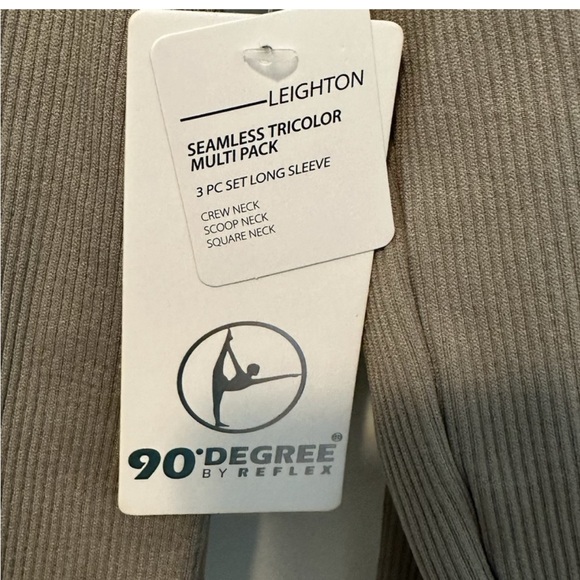 LEIGHTON
SEAMLESS TRICOLOR
MULTI PACK
3 PC SET LONG SLEEVE
CREW NECK
SCOOP NECK
SQUARE NECK
90°DEGREE®
BY REFLEX